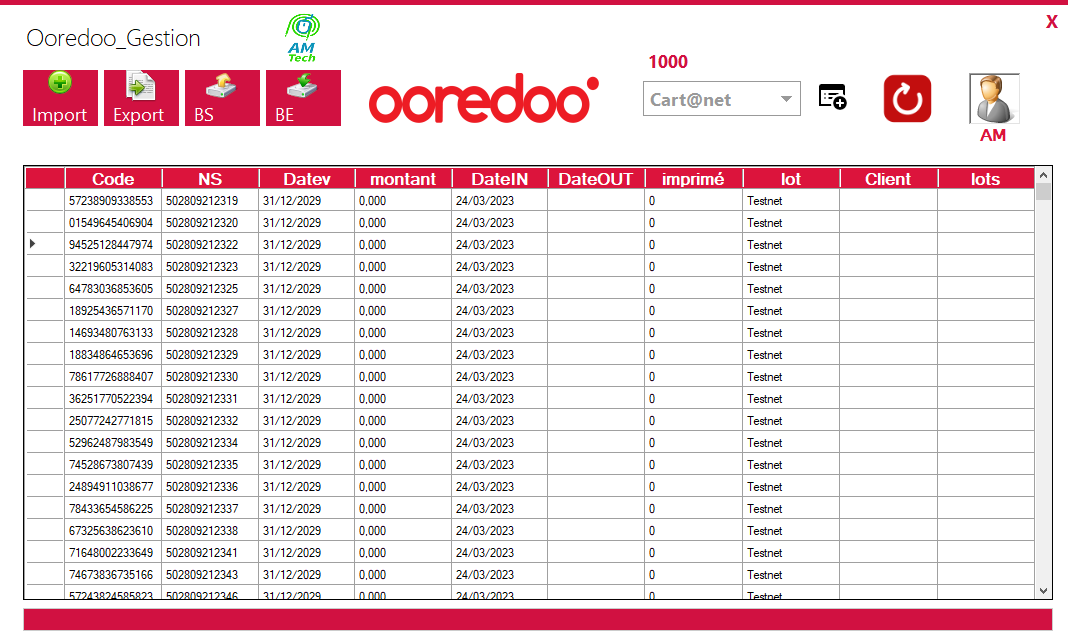 X
Ooredoo_Gestion
AM
Tech
Import
Export
BS
BE
ooredoo
1000
Cart@net
AM
Code NS Datev montant DateIN DateOUT imprimé lot Client lots
57238909338553 502809212319 31/12/2029 0,000 24/03/2023 0 Testnet
01549645406904 502809212320 31/12/2029 0,000 24/03/2023 0 Testnet
94525128447974 502809212322 31/12/2029 0,000 24/03/2023 0 Testnet
32219605314083 502809212323 31/12/2029 0,000 24/03/2023 0 Testnet
64783036853605 502809212325 31/12/2029 0,000 24/03/2023 0 Testnet
18925436571170 502809212327 31/12/2029 0,000 24/03/2023 0 Testnet
14693480763133 502809212328 31/12/2029 0,000 24/03/2023 0 Testnet
18834864653696 502809212329 31/12/2029 0,000 24/03/2023 0 Testnet
78617726888407 502809212330 31/12/2029 0,000 24/03/2023 0 Testnet
36251770522394 502809212331 31/12/2029 0,000 24/03/2023 0 Testnet
25077242771815 502809212332 31/12/2029 0,000 24/03/2023 0 Testnet
52962487983549 502809212334 31/12/2029 0,000 24/03/2023 0 Testnet
74528673807439 502809212335 31/12/2029 0,000 24/03/2023 0 Testnet
24894911038677 502809212336 31/12/2029 0,000 24/03/2023 0 Testnet
78433654586225 502809212337 31/12/2029 0,000 24/03/2023 0 Testnet
67325638623610 502809212338 31/12/2029 0,000 24/03/2023 0 Testnet
71648002233649 502809212341 31/12/2029 0,000 24/03/2023 0 Testnet
74673836735166 502809212343 31/12/2029 0,000 24/03/2023 0 Testnet
57243824585823 502809212346 31/12/2029 0,000 24/03/2023 0 Testnet